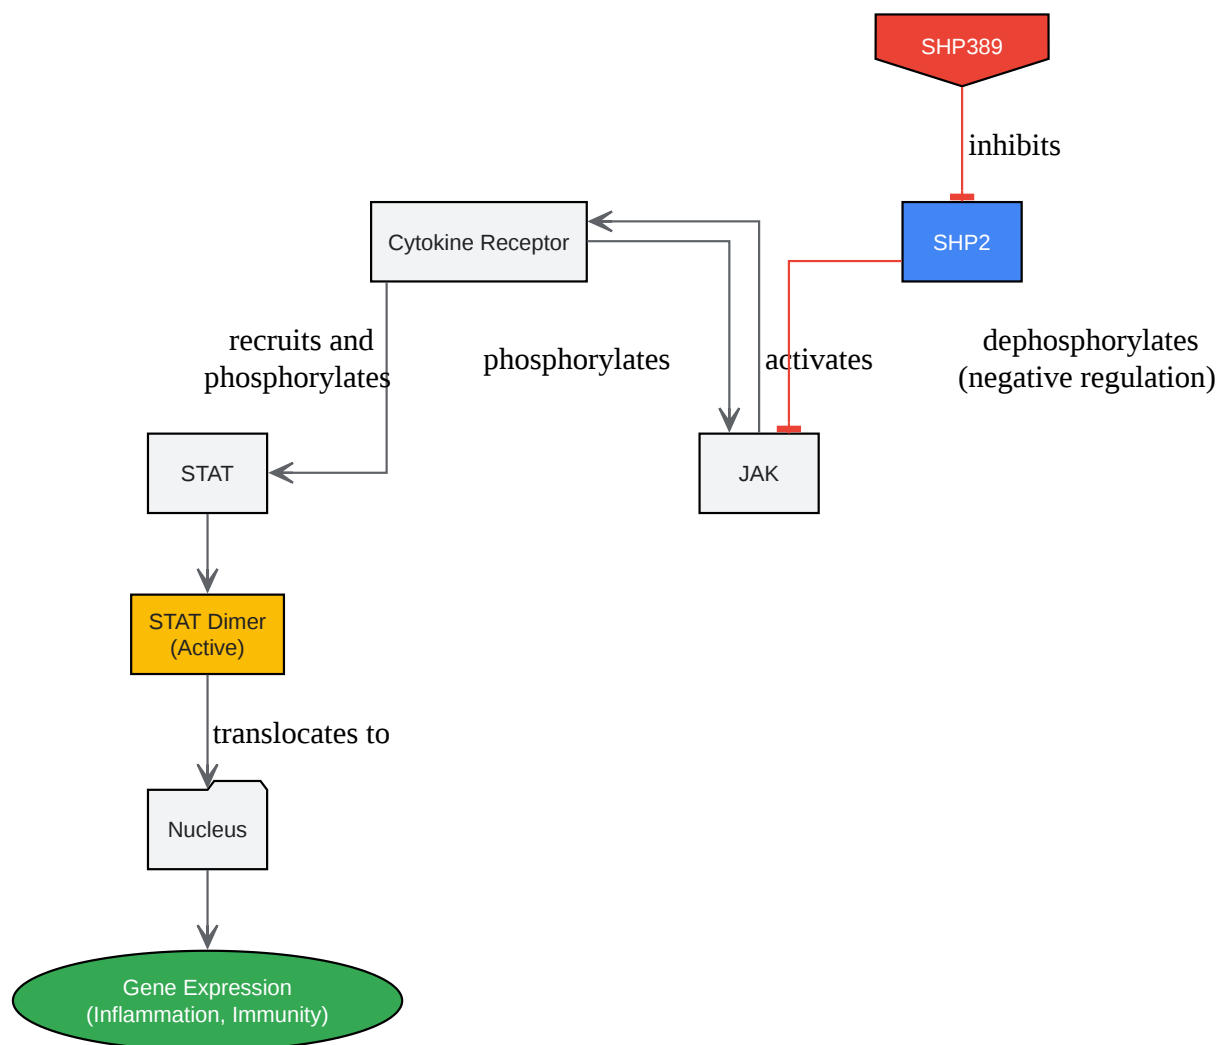 SHP389
inhibits
Cytokine Receptor
SHP2
recruits and
phosphorylates
phosphorylates
activates
dephosphorylates
(negative regulation)
STAT
JAK
STAT Dimer
(Active)
translocates to
Nucleus
Gene Expression
(Inflammation, Immunity)